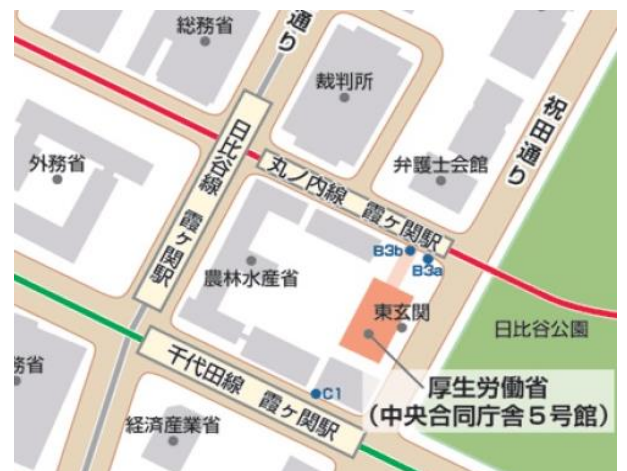 総務省
通り
裁判所
祝田通り
外務省
日比谷線 霞ケ関駅
丸ノ内線 霞ケ関駅
弁護士会館
B3b
B3a
農林水産省
東玄関
日比谷公園
千代田線 霞ケ関駅
C1
厚生労働省
(中央合同庁舎5号館)
務省
経済産業省